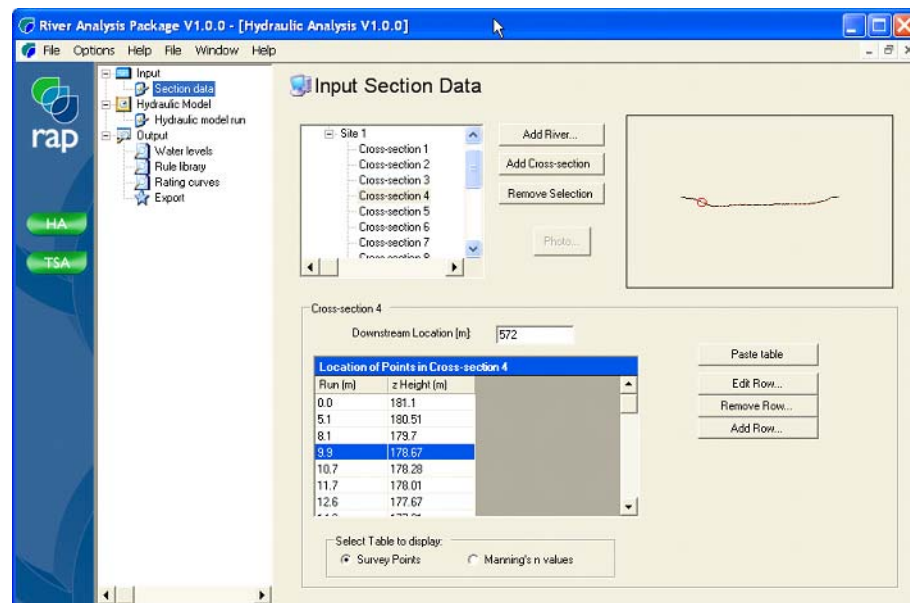 River Analysis Package V1.0.0 - [Hydraulic Analysis V1.0.0]
File Options Help File Window Help
rap
HA
TSA
Input
Section data
Hydraulic Model
Hydraulic model run
Output
Water levels
Rule library
Rating curves
Export
Input Section Data
Site 1
Cross-section 1
Cross-section 2
Cross-section 3
Cross-section 4
Cross-section 5
Cross-section 6
Cross-section 7
Add River...
Add Cross-section
Remove Selection
Photo...
Cross-section 4
Downstream Location (m): 572
Location of Points in Cross-section 4
Run (m) z Height (m)
0.0 181.1
5.1 180.51
8.1 179.7
9.9 178.67
10.7 178.28
11.7 178.01
12.6 177.67
Paste table
Edit Row...
Remove Row...
Add Row...
Select Table to display:
Survey Points Manning's n values